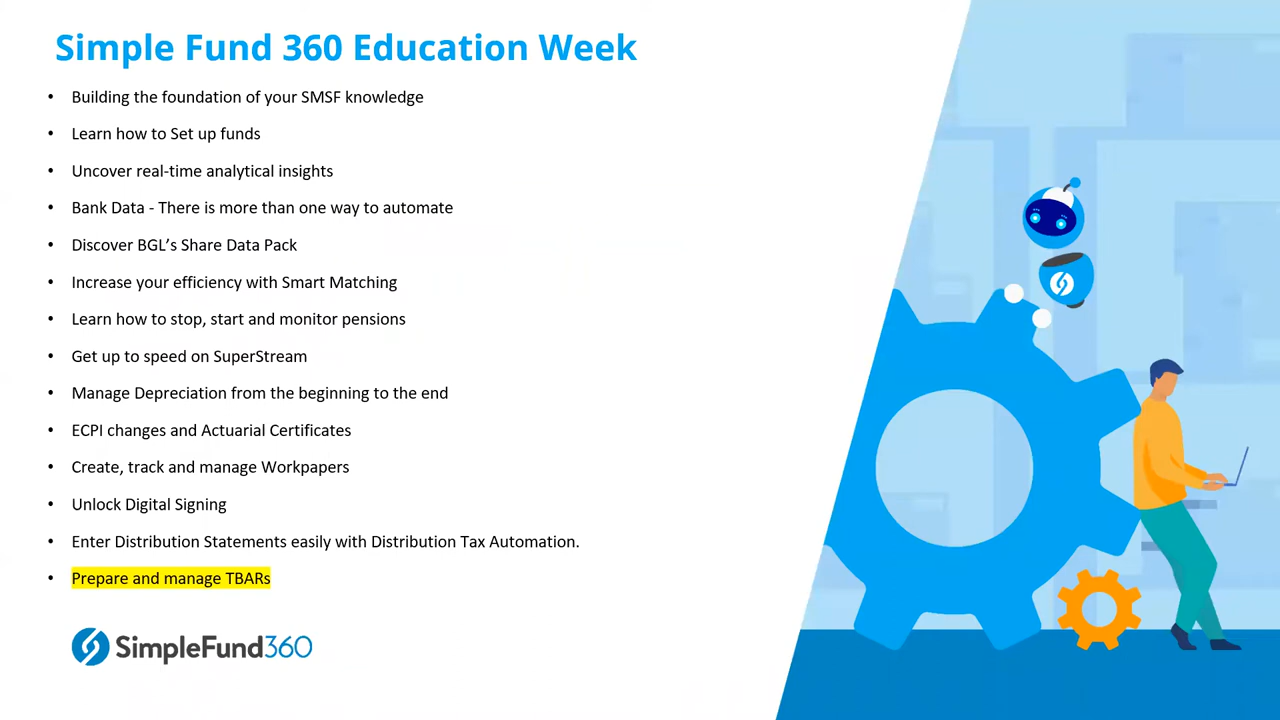 Simple Fund 360 Education Week
• Building the foundation of your SMSF knowledge
• Learn how to Set up funds
• Uncover real-time analytical insights
• Bank Data - There is more than one way to automate
• Discover BGL’s Share Data Pack
• Increase your efficiency with Smart Matching
• Learn how to stop, start and monitor pensions
• Get up to speed on SuperStream
• Manage Depreciation from the beginning to the end
• ECPI changes and Actuarial Certificates
• Create, track and manage Workpapers
• Unlock Digital Signing
• Enter Distribution Statements easily with Distribution Tax Automation.
• Prepare and manage TBARs
SimpleFund360